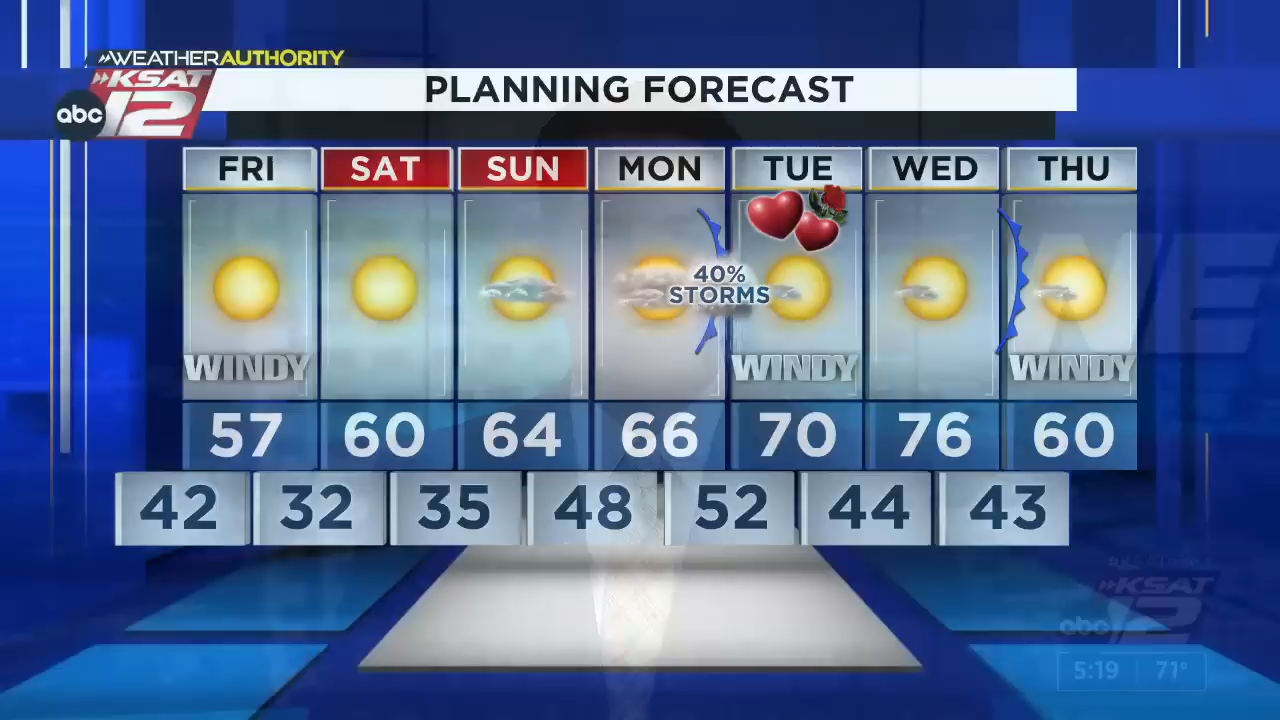 WEATHERAUTHORITY
KSAT
abc 12
PLANNING FORECAST
FRI SAT SUN MON TUE WED THU
40%
STORMS
WINDY WINDY WINDY
57 60 64 66 70 76 60
42 32 35 48 52 44 43
KSAT
abc 12
5:19 71°